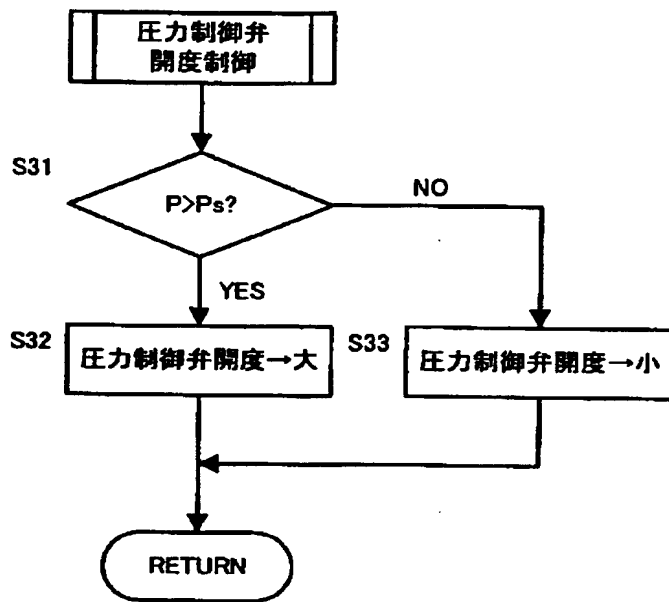 圧力制御弁
開度制御
S31
P>Ps?
NO
YES
S32
圧力制御弁開度→大
S33
圧力制御弁開度→小
RETURN